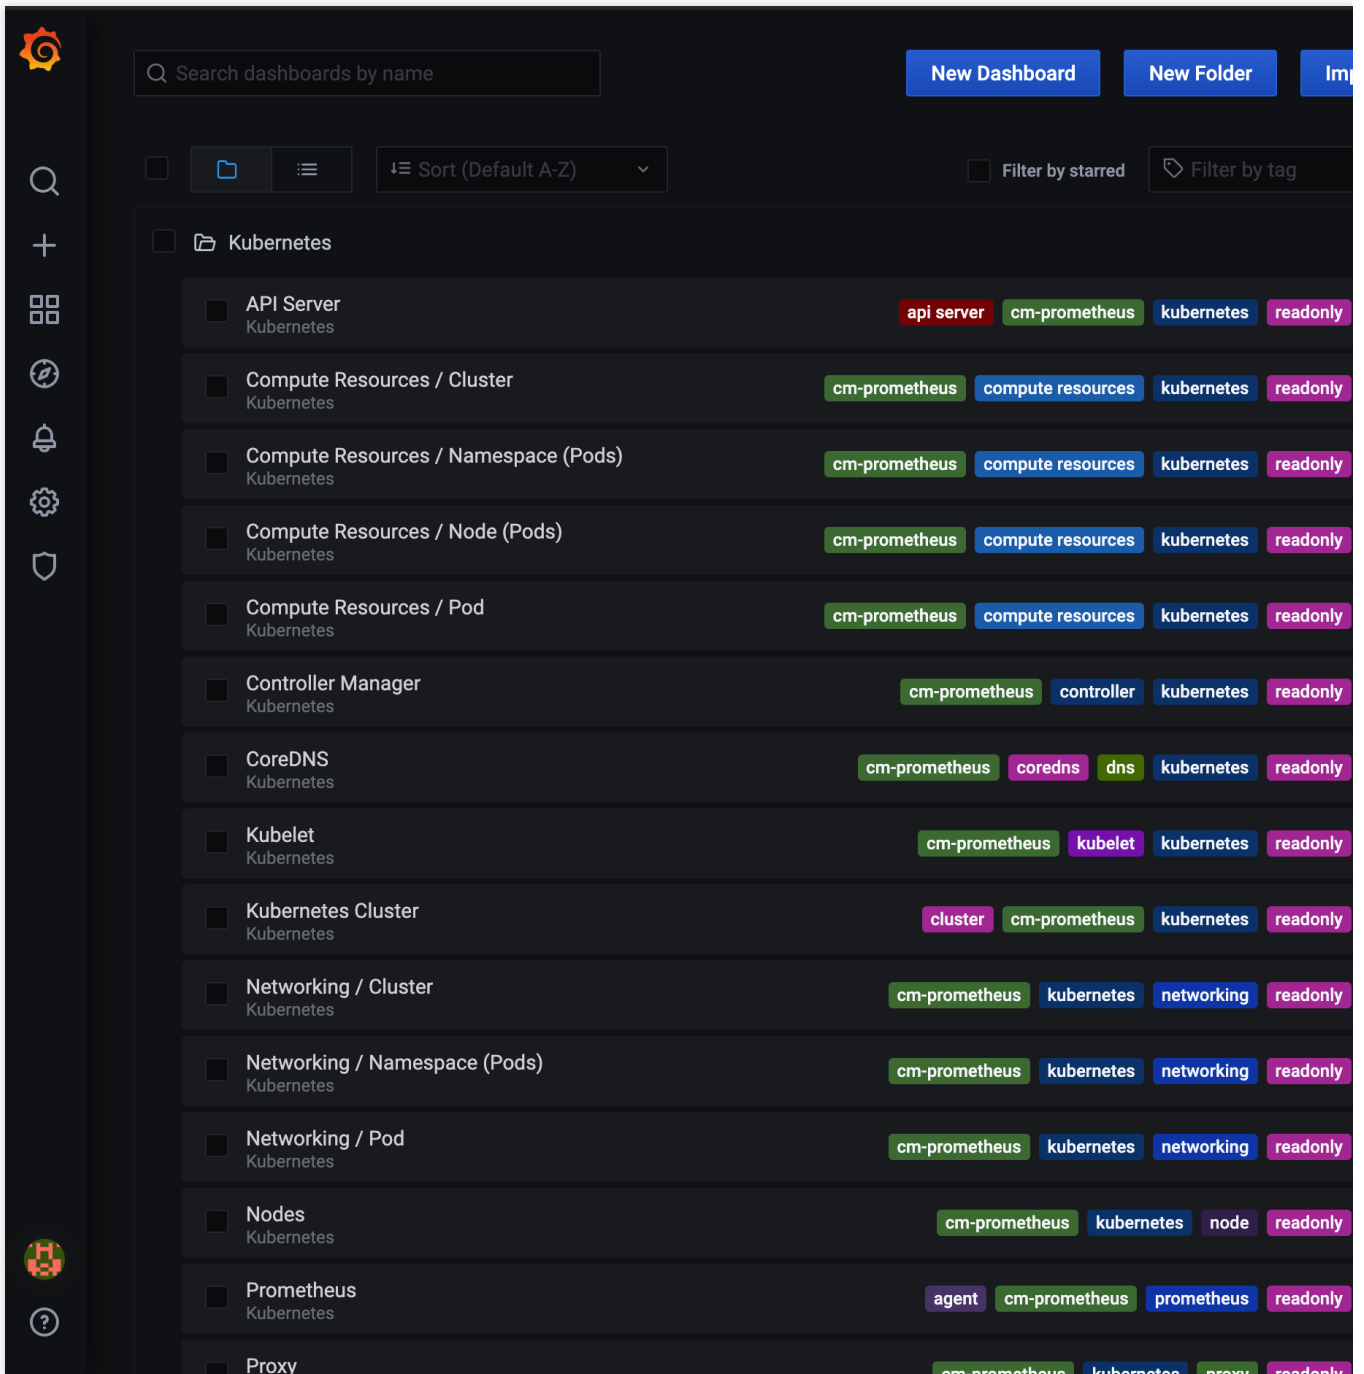 Search dashboards by name
New Dashboard
New Folder
Sort (Default A-Z)
Filter by starred
Filter by tag
Kubernetes
API Server
Kubernetes
api server cm-prometheus kubernetes readonly
Compute Resources / Cluster
Kubernetes
cm-prometheus compute resources kubernetes readonly
Compute Resources / Namespace (Pods)
Kubernetes
cm-prometheus compute resources kubernetes readonly
Compute Resources / Node (Pods)
Kubernetes
cm-prometheus compute resources kubernetes readonly
Compute Resources / Pod
Kubernetes
cm-prometheus compute resources kubernetes readonly
Controller Manager
Kubernetes
cm-prometheus controller kubernetes readonly
CoreDNS
Kubernetes
cm-prometheus coredns dns kubernetes readonly
Kubelet
Kubernetes
cm-prometheus kubelet kubernetes readonly
Kubernetes Cluster
Kubernetes
cluster cm-prometheus kubernetes readonly
Networking / Cluster
Kubernetes
cm-prometheus kubernetes networking readonly
Networking / Namespace (Pods)
Kubernetes
cm-prometheus kubernetes networking readonly
Networking / Pod
Kubernetes
cm-prometheus kubernetes networking readonly
Nodes
Kubernetes
cm-prometheus kubernetes node readonly
Prometheus
Kubernetes
agent cm-prometheus prometheus readonly
Proxy
cm-prometheus kubernetes proxy readonly